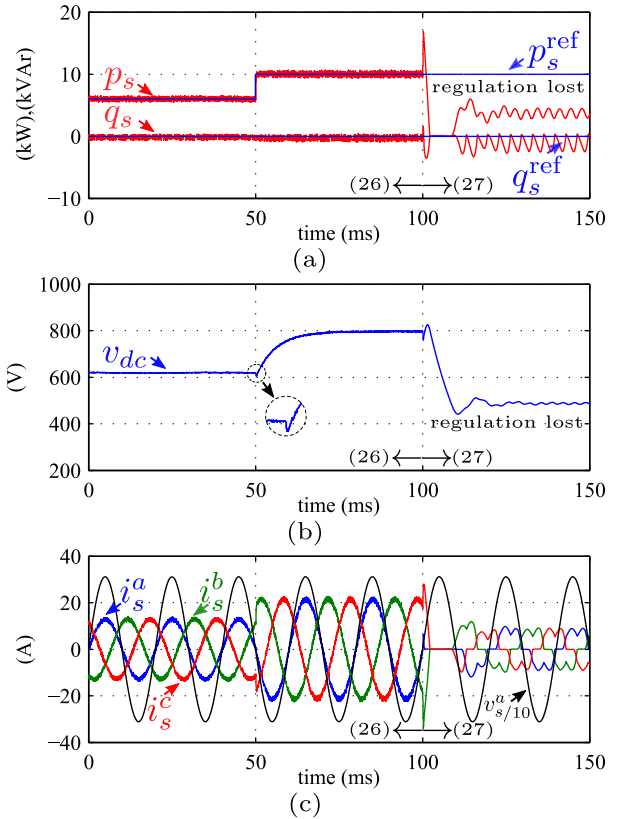 20
10
0
−10
(kW),(kVAr)
p_s
q_s
p_s^ref
regulation lost
q_s^ref
(26) ←→ (27)
0 50 100 150
time (ms)
(a)
1000
800
600
400
200
(V)
v_dc
regulation lost
(26) ←→ (27)
0 50 100 150
time (ms)
(b)
40
20
0
−20
−40
(A)
i_s^a
i_s^b
i_s^c
v_s/10^a
(26) ←→ (27)
0 50 100 150
time (ms)
(c)